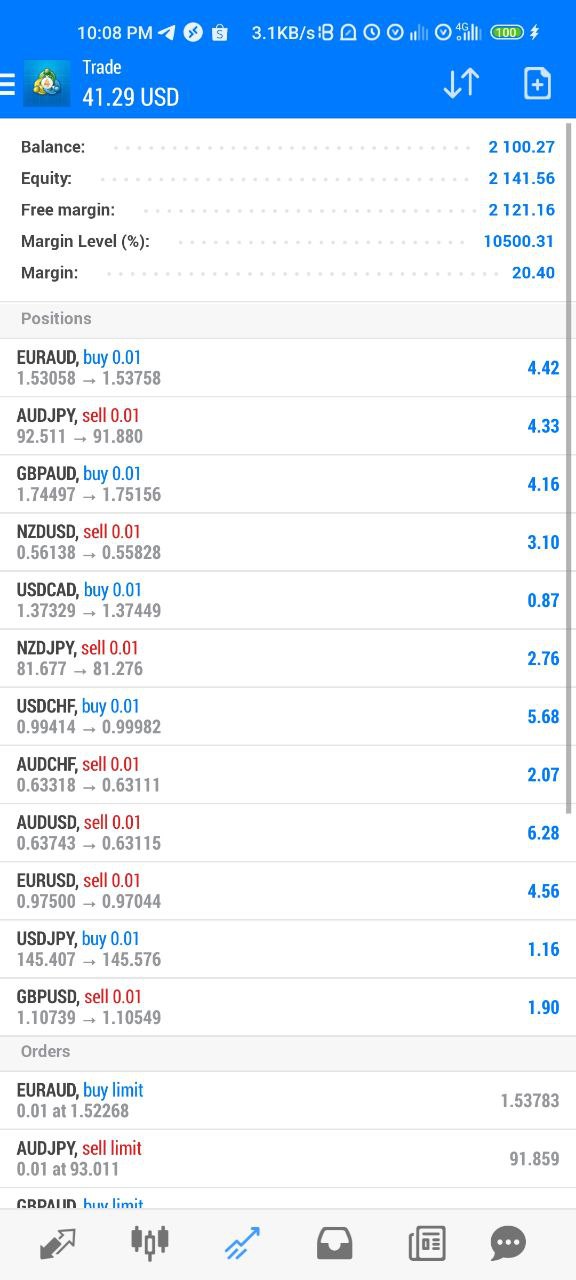 10:08 PM 3.1KB/s 4G 100
Trade
41.29 USD
Balance: 2 100.27
Equity: 2 141.56
Free margin: 2 121.16
Margin Level (%): 10500.31
Margin: 20.40
Positions
EURAUD, buy 0.01
1.53058 → 1.53758 4.42
AUDJPY, sell 0.01
92.511 → 91.880 4.33
GBPAUD, buy 0.01
1.74497 → 1.75156 4.16
NZDUSD, sell 0.01
0.56138 → 0.55828 3.10
USDCAD, buy 0.01
1.37329 → 1.37449 0.87
NZDJPY, sell 0.01
81.677 → 81.276 2.76
USDCHF, buy 0.01
0.99414 → 0.99982 5.68
AUDCHF, sell 0.01
0.63318 → 0.63111 2.07
AUDUSD, sell 0.01
0.63743 → 0.63115 6.28
EURUSD, sell 0.01
0.97500 → 0.97044 4.56
USDJPY, buy 0.01
145.407 → 145.576 1.16
GBPUSD, sell 0.01
1.10739 → 1.10549 1.90
Orders
EURAUD, buy limit
0.01 at 1.52268 1.53783
AUDJPY, sell limit
0.01 at 93.011 91.859
GBPAUD, buy limit